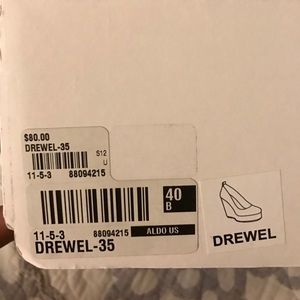 $80.00
DREWEL-35
S12
U
11-5-3 88094215
40
B
11-5-3 88094215
ALDO US
DREWEL-35
DREWEL